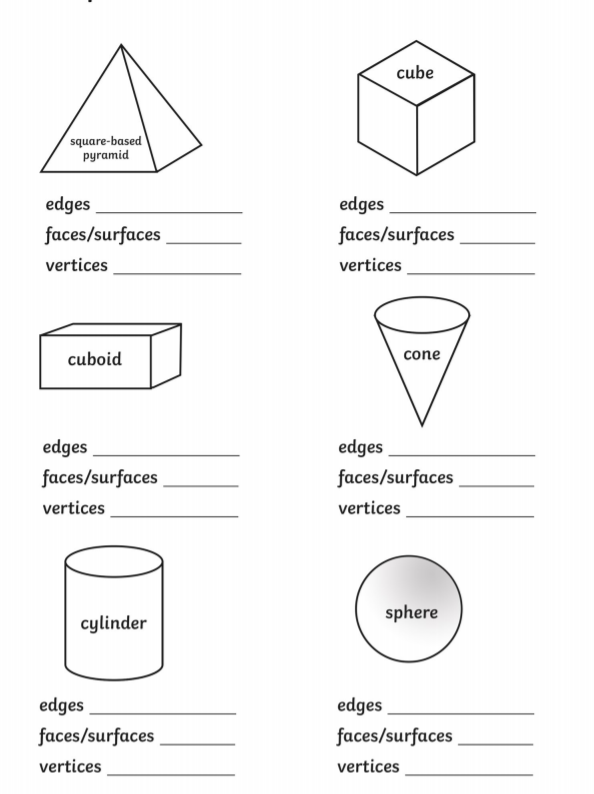 square-based
pyramid
cube
edges
faces/surfaces
vertices
edges
faces/surfaces
vertices
cuboid
cone
edges
faces/surfaces
vertices
edges
faces/surfaces
vertices
cylinder
sphere
edges
faces/surfaces
vertices
edges
faces/surfaces
vertices